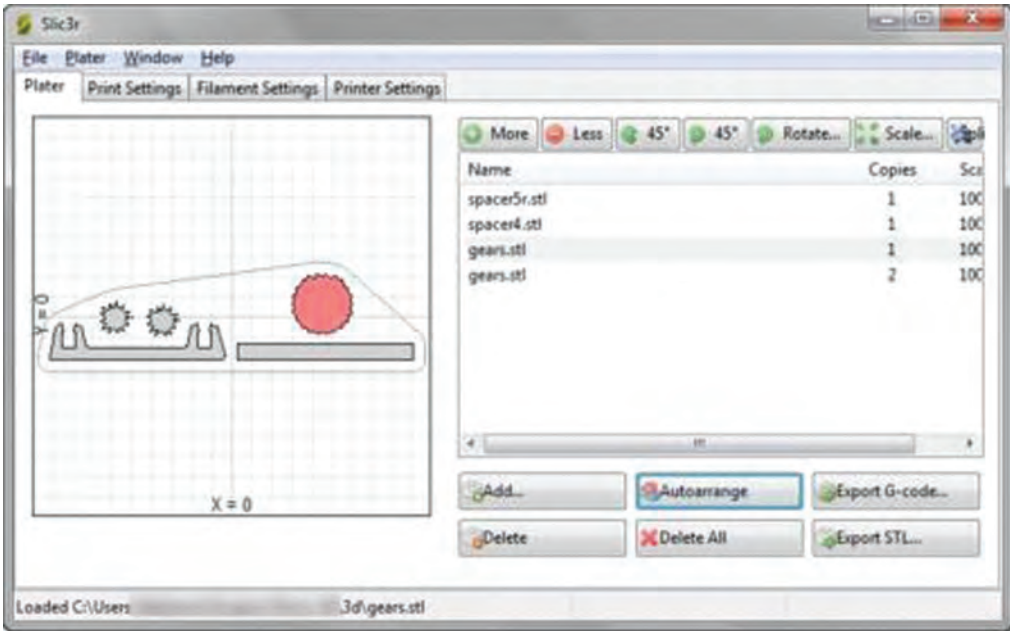 Slic3r
File Plater Window Help
Plater Print Settings Filament Settings Printer Settings
More Less 45° 45° Rotate... Scale... Spli
Name Copies Sca
spacer5r.stl 1 100
spacer4.stl 1 100
gears.stl 1 100
gears.stl 2 100
Y = 0
X = 0
Add... Autoarrange Export G-code...
Delete Delete All Export STL...
Loaded C:\Users .3d\gears.stl